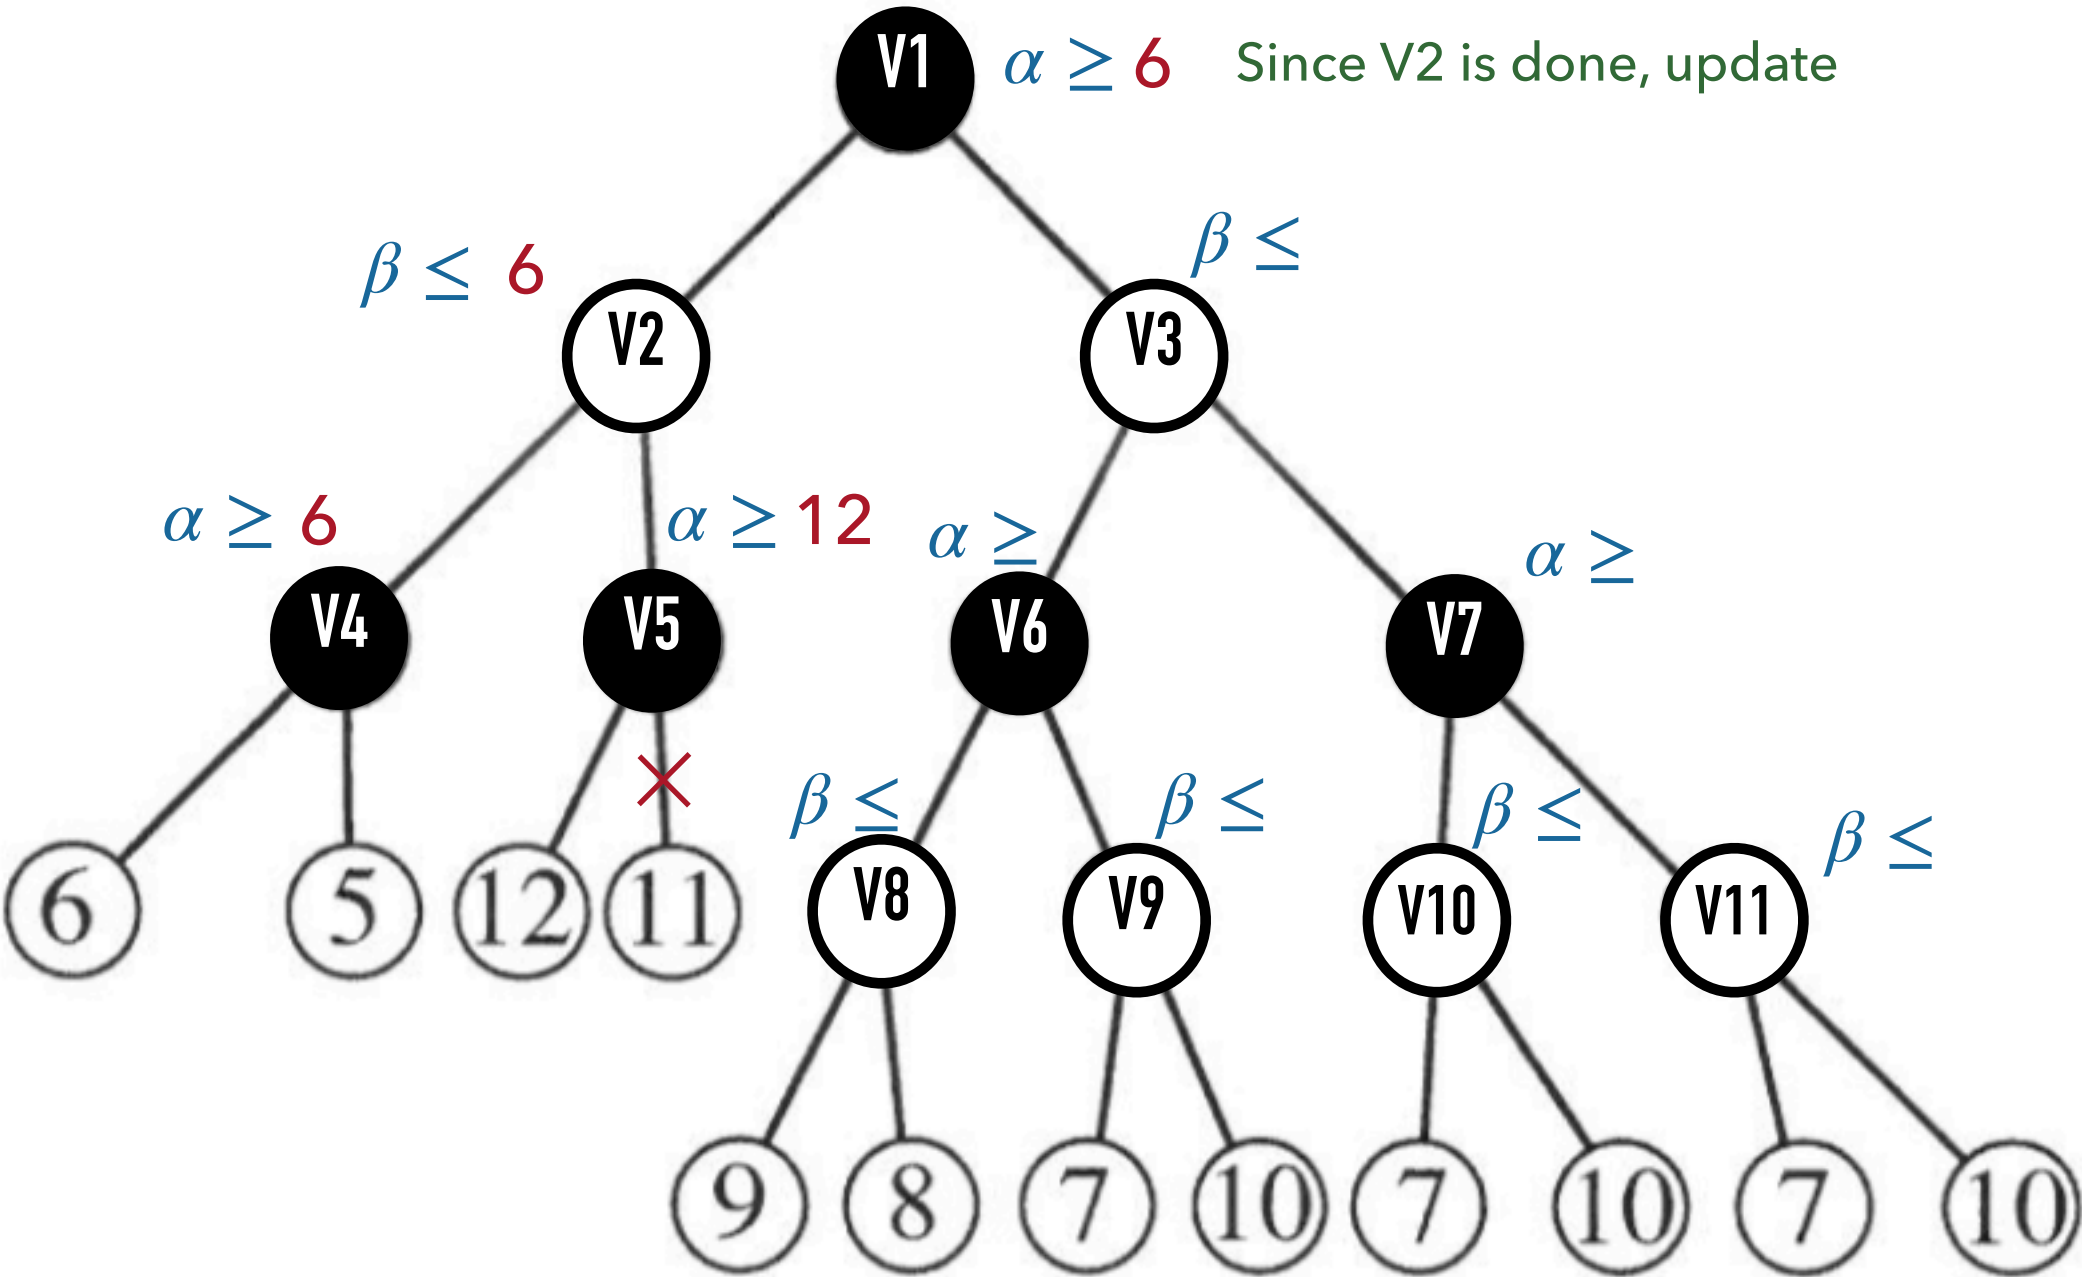 V1 α ≥ 6 Since V2 is done, update
β ≤ 6 β ≤
V2 V3
α ≥ 6 α ≥ 12 α ≥ α ≥
V4 V5 V6 V7
β ≤ β ≤ β ≤ β ≤
6 5 12 11 V8 V9 V10 V11
9 8 7 10 7 10 7 10